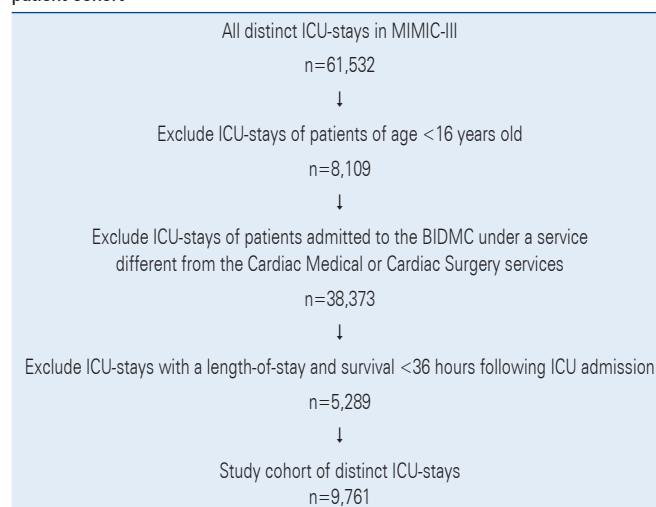 patient cohort
All distinct ICU-stays in MIMIC-III
n=61,532
↓
Exclude ICU-stays of patients of age <16 years old
n=8,109
↓
Exclude ICU-stays of patients admitted to the BIDMC under a service
different from the Cardiac Medical or Cardiac Surgery services
n=38,373
↓
Exclude ICU-stays with a length-of-stay and survival <36 hours following ICU admission
n=5,289
↓
Study cohort of distinct ICU-stays
n=9,761